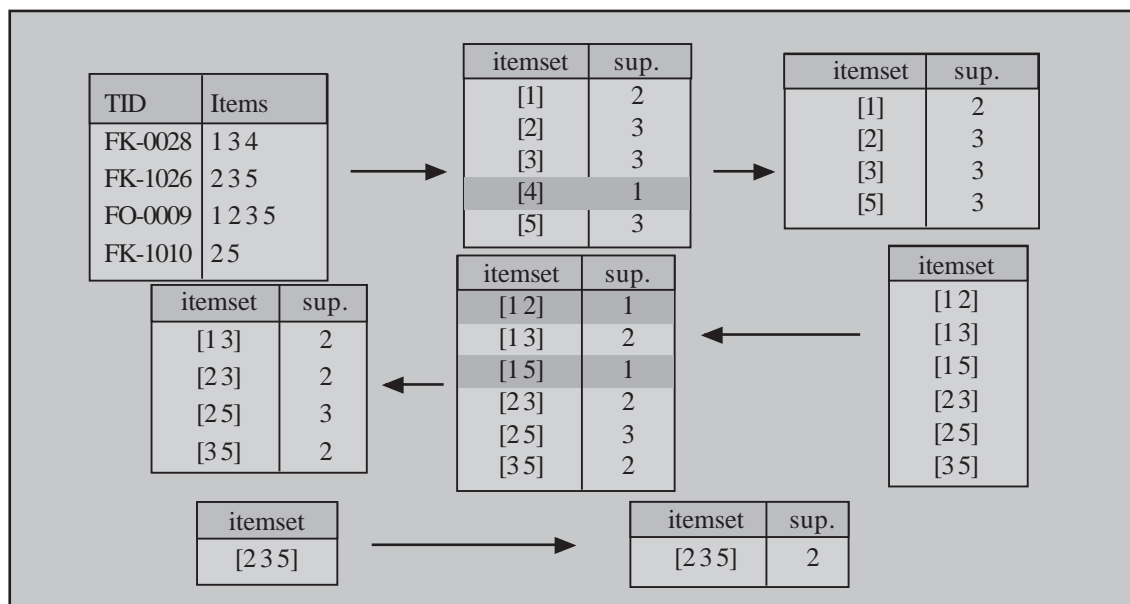 TID Items
FK-0028 1 3 4
FK-1026 2 3 5
FO-0009 1 2 3 5
FK-1010 2 5
itemset sup.
[1] 2
[2] 3
[3] 3
[4] 1
[5] 3
itemset sup.
[1] 2
[2] 3
[3] 3
[5] 3
itemset
[1 2]
[1 3]
[1 5]
[2 3]
[2 5]
[3 5]
itemset sup.
[1 2] 1
[1 3] 2
[1 5] 1
[2 3] 2
[2 5] 3
[3 5] 2
itemset sup.
[1 3] 2
[2 3] 2
[2 5] 3
[3 5] 2
itemset
[2 3 5]
itemset sup.
[2 3 5] 2